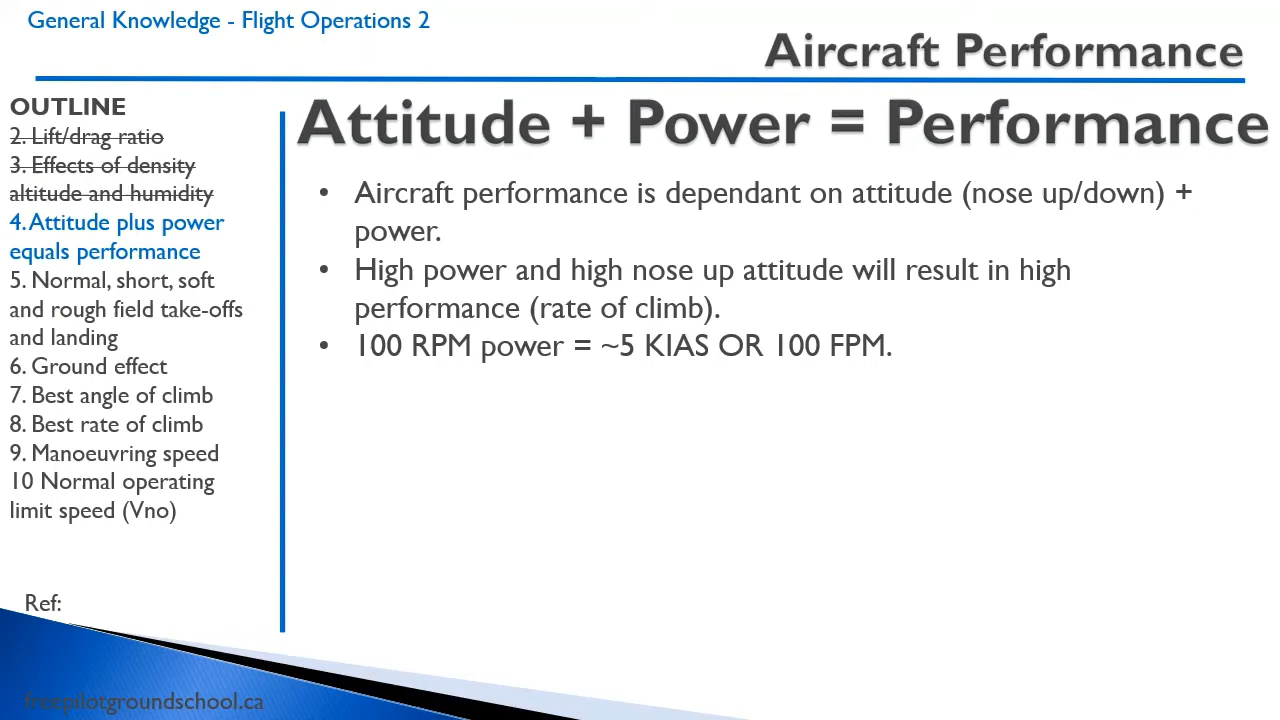 General Knowledge - Flight Operations 2
Aircraft Performance
OUTLINE
2. Lift/drag ratio
3. Effects of density
altitude and humidity
4. Attitude plus power
equals performance
5. Normal, short, soft
and rough field take-offs
and landing
6. Ground effect
7. Best angle of climb
8. Best rate of climb
9. Manoeuvring speed
10 Normal operating
limit speed (Vno)
Ref:
freepilotgroundschool.ca
Attitude + Power = Performance
• Aircraft performance is dependant on attitude (nose up/down) +
power.
• High power and high nose up attitude will result in high
performance (rate of climb).
• 100 RPM power = ~5 KIAS OR 100 FPM.